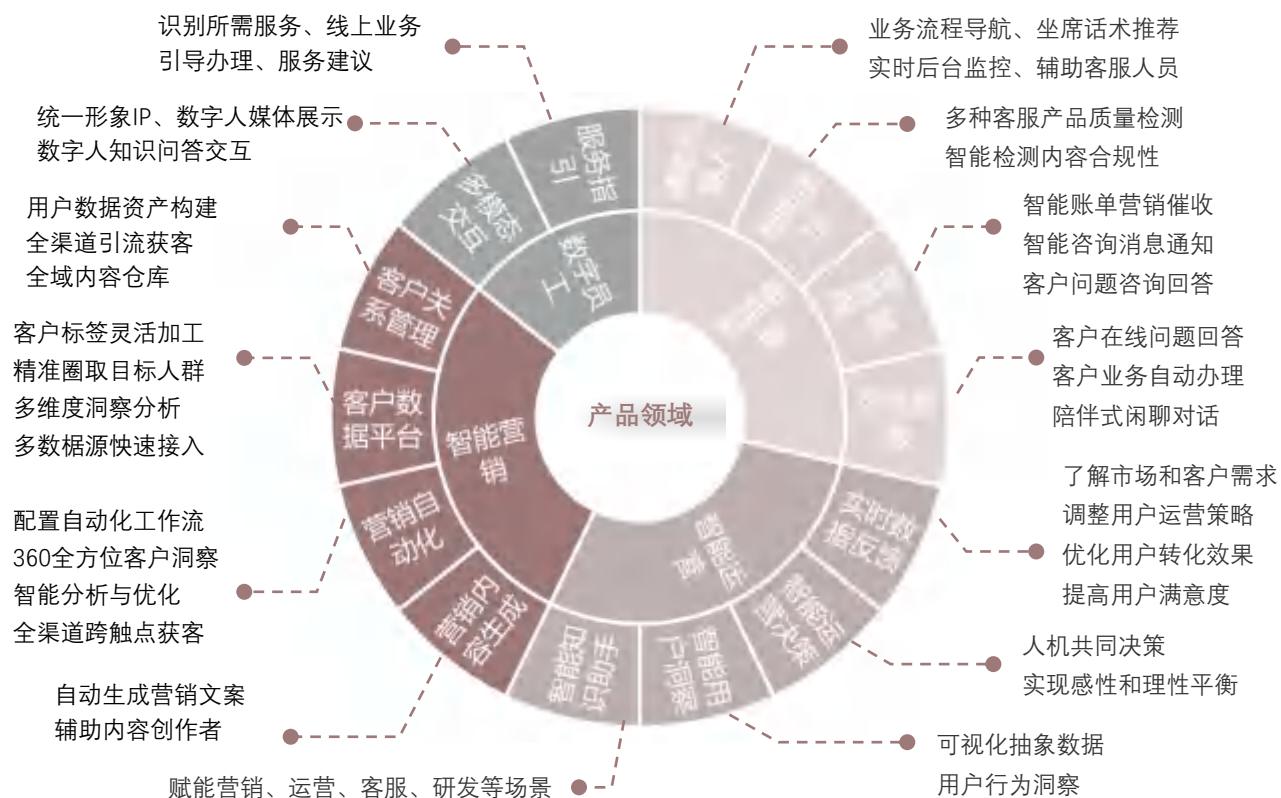 识别所需服务、线上业务
引导办理、服务建议
统一形象IP、数字人媒体展示
数字人知识问答交互
用户数据资产构建
全渠道引流获客
全域内容仓库
客户标签灵活加工
精准圈取目标人群
多维度洞察分析
多数据源快速接入
配置自动化工作流
360全方位客户洞察
智能分析与优化
全渠道跨触点获客
自动生成营销文案
辅助内容创作者
赋能营销、运营、客服、研发等场景
业务流程导航、坐席话术推荐
实时后台监控、辅助客服人员
多种客服产品质量检测
智能检测内容合规性
智能账单营销催收
智能咨询消息通知
客户问题咨询回答
客户在线问题回答
客户业务自动办理
陪伴式闲聊对话
了解市场和客户需求
调整用户运营策略
优化用户转化效果
提高用户满意度
人机共同决策
实现感性和理性平衡
可视化抽象数据
用户行为洞察
产品领域
数字员
工
服务指
引
多模态
交互
智能营
销
客户关
系管理
客户数
据平台
营销自
动化
营销内
容生成
智能运
营
智能知
识助手
智能用
户洞察
智能运
营决策
实时数
据反馈